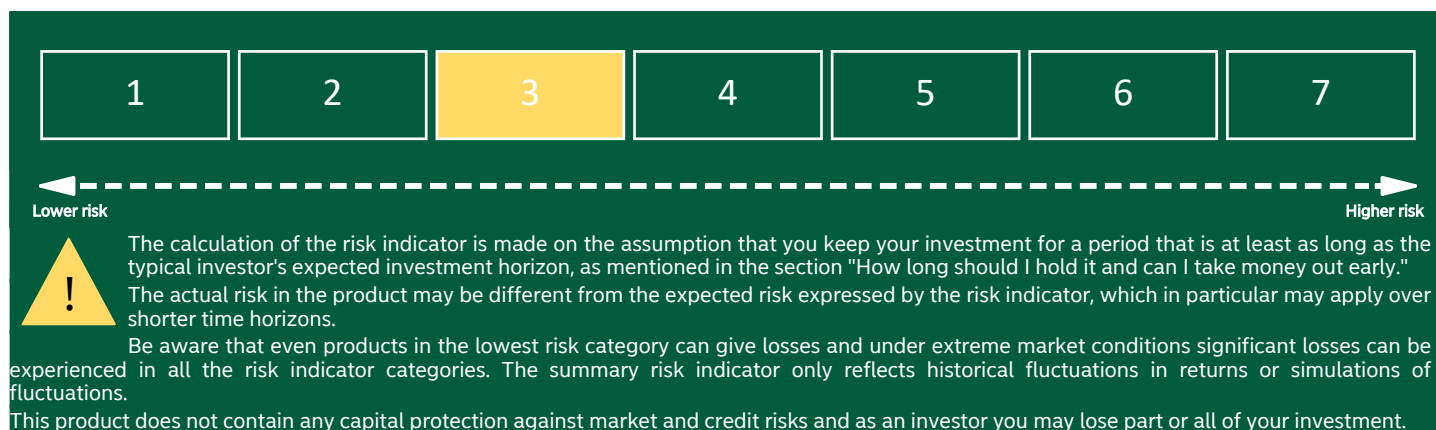 1 2 3 4 5 6 7
Lower risk Higher risk
The calculation of the risk indicator is made on the assumption that you keep your investment for a period that is at least as long as the
typical investor's expected investment horizon, as mentioned in the section "How long should I hold it and can I take money out early."
! The actual risk in the product may be different from the expected risk expressed by the risk indicator, which in particular may apply over
shorter time horizons.
Be aware that even products in the lowest risk category can give losses and under extreme market conditions significant losses can be
experienced in all the risk indicator categories. The summary risk indicator only reflects historical fluctuations in returns or simulations of
fluctuations.
This product does not contain any capital protection against market and credit risks and as an investor you may lose part or all of your investment.